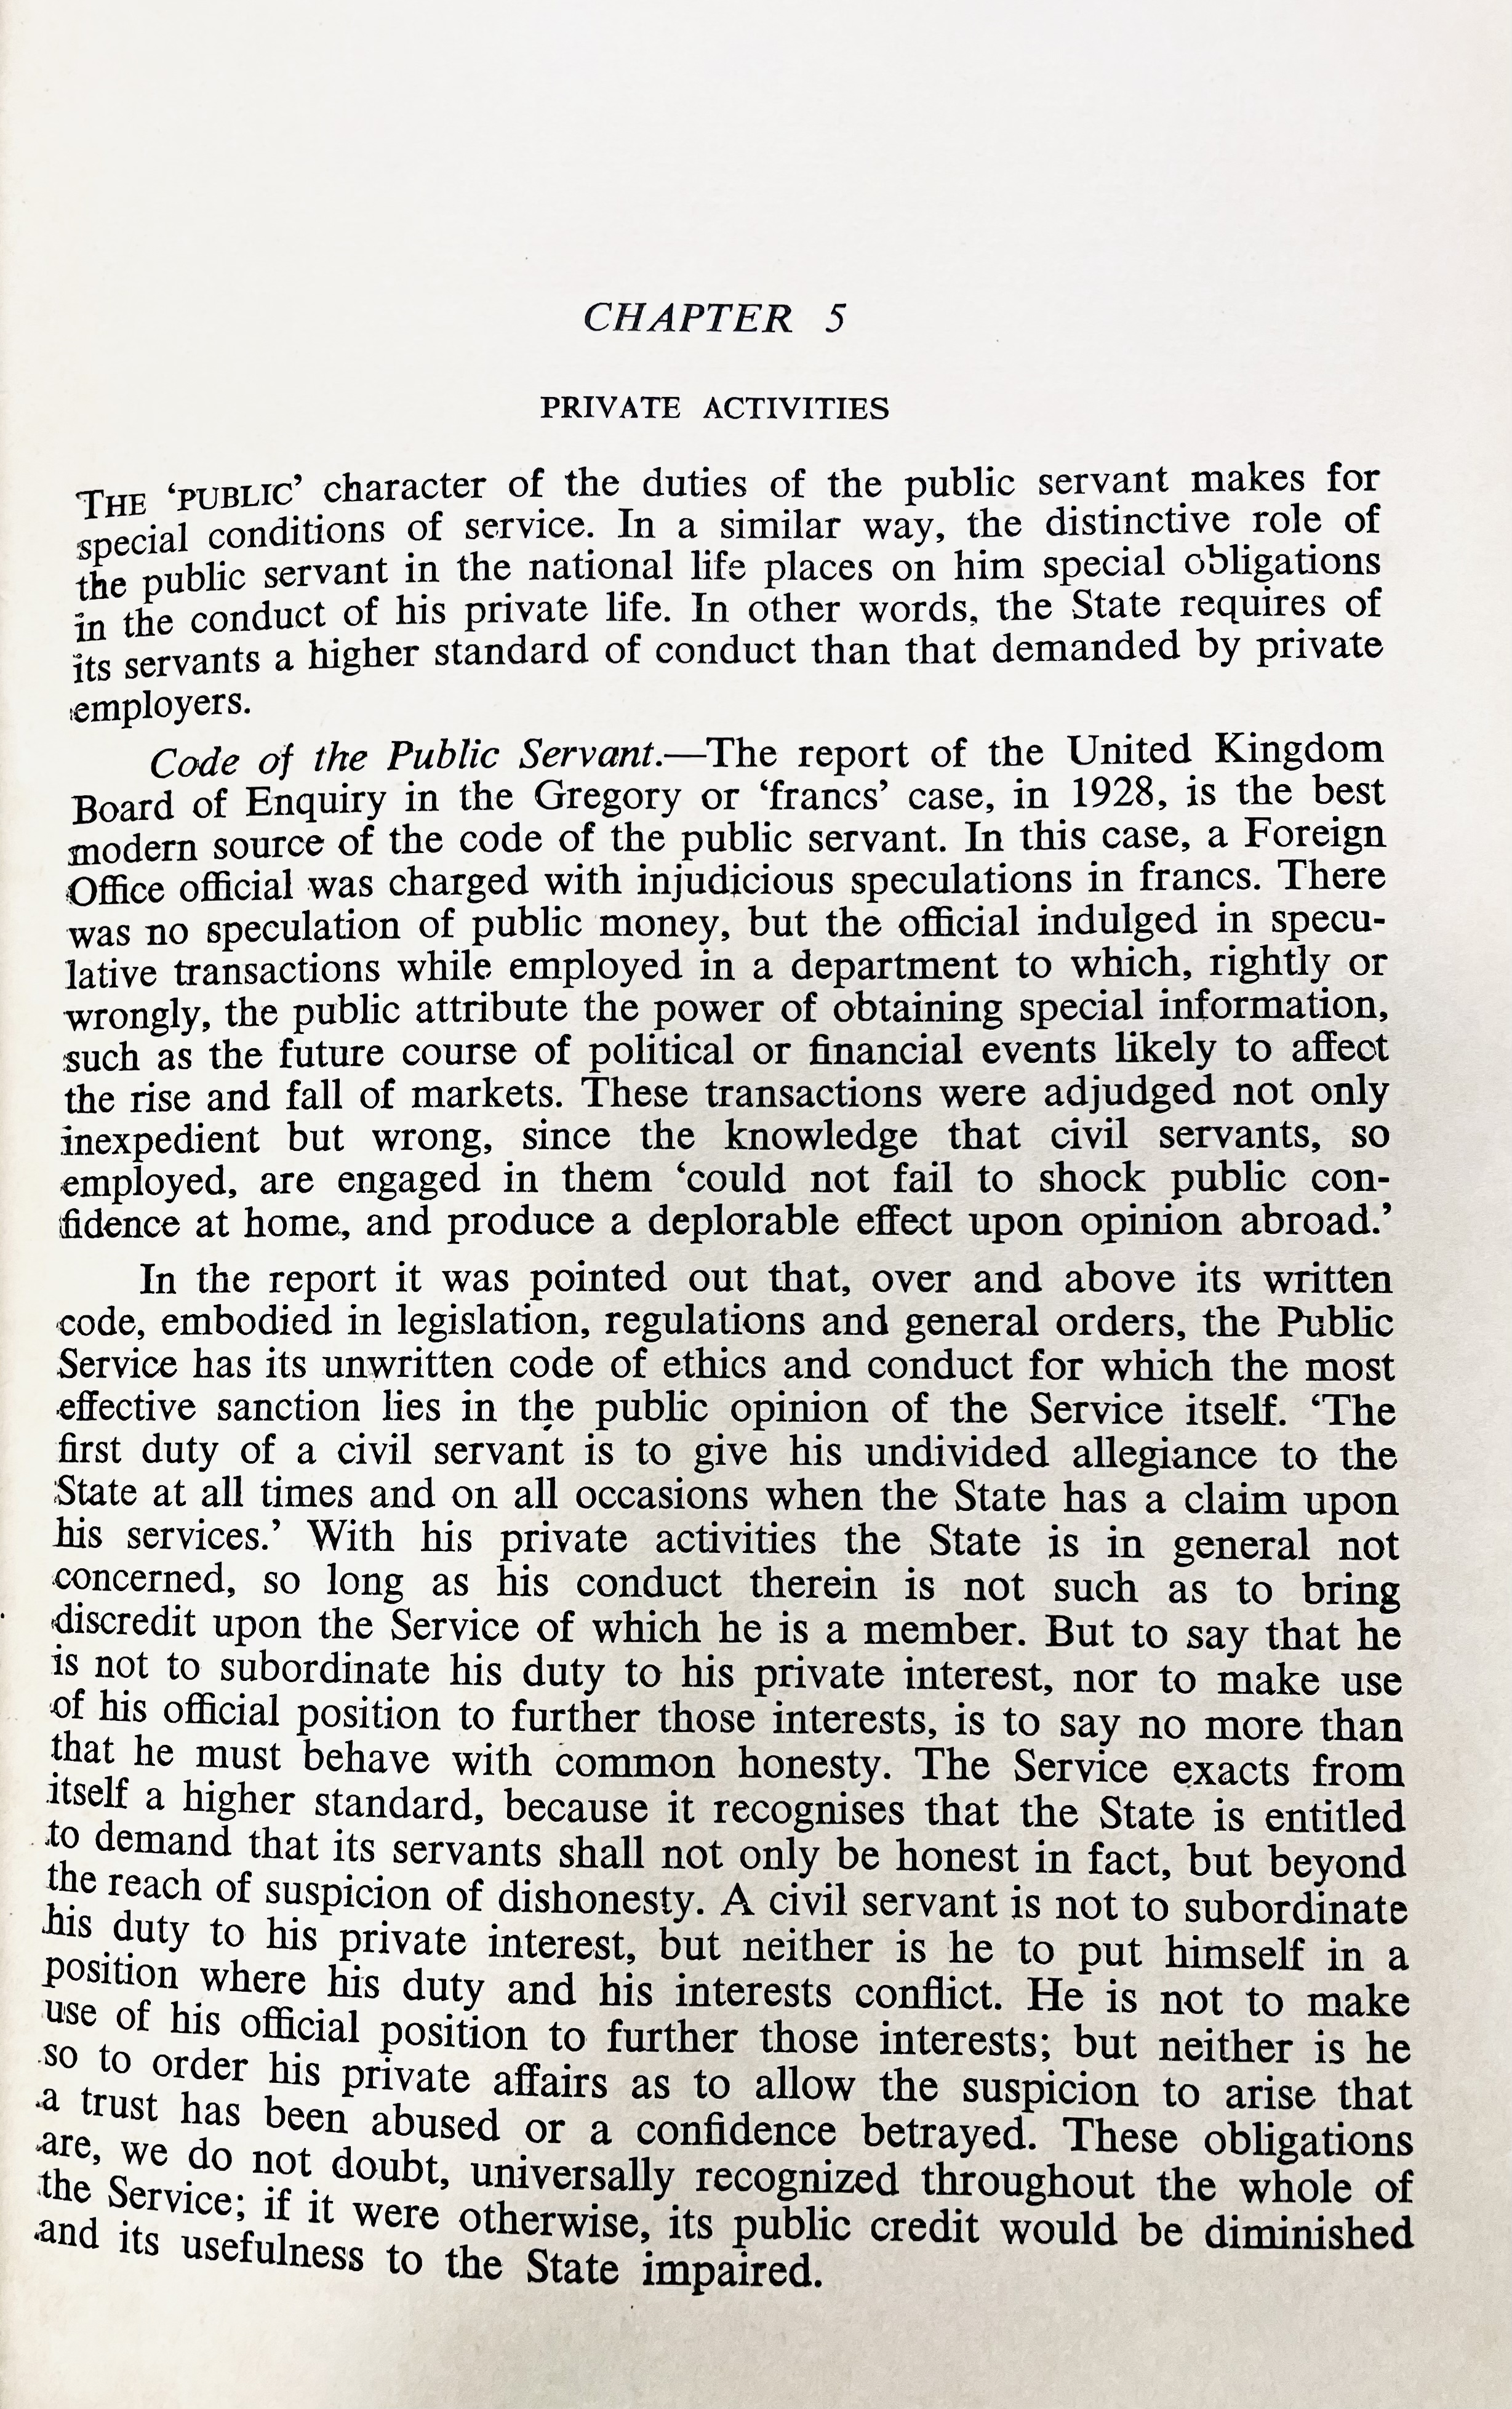 CHAPTER 5
PRIVATE ACTIVITIES
THE ‘PUBLIC’ character of the duties of the public servant makes for
special conditions of service. In a similar way, the distinctive role of
the public servant in the national life places on him special obligations
in the conduct of his private life. In other words, the State requires of
its servants a higher standard of conduct than that demanded by private
employers.
Code of the Public Servant.—The report of the United Kingdom
Board of Enquiry in the Gregory or ‘francs’ case, in 1928, is the best
modern source of the code of the public servant. In this case, a Foreign
Office official was charged with injudicious speculations in francs. There
was no speculation of public money, but the official indulged in specu-
lative transactions while employed in a department to which, rightly or
wrongly, the public attribute the power of obtaining special information,
such as the future course of political or financial events likely to affect
the rise and fall of markets. These transactions were adjudged not only
inexpedient but wrong, since the knowledge that civil servants, so
employed, are engaged in them ‘could not fail to shock public con-
fidence at home, and produce a deplorable effect upon opinion abroad.’
In the report it was pointed out that, over and above its written
code, embodied in legislation, regulations and general orders, the Public
Service has its unwritten code of ethics and conduct for which the most
effective sanction lies in the public opinion of the Service itself. ‘The
first duty of a civil servant is to give his undivided allegiance to the
State at all times and on all occasions when the State has a claim upon
his services.’ With his private activities the State is in general not
concerned, so long as his conduct therein is not such as to bring
discredit upon the Service of which he is a member. But to say that he
is not to subordinate his duty to his private interest, nor to make use
of his official position to further those interests, is to say no more than
that he must behave with common honesty. The Service exacts from
itself a higher standard, because it recognises that the State is entitled
to demand that its servants shall not only be honest in fact, but beyond
the reach of suspicion of dishonesty. A civil servant is not to subordinate
his duty to his private interest, but neither is he to put himself in a
position where his duty and his interests conflict. He is not to make
use of his official position to further those interests; but neither is he
so to order his private affairs as to allow the suspicion to arise that
a trust has been abused or a confidence betrayed. These obligations
are, we do not doubt, universally recognized throughout the whole of
the Service; if it were otherwise, its public credit would be diminished
and its usefulness to the State impaired.